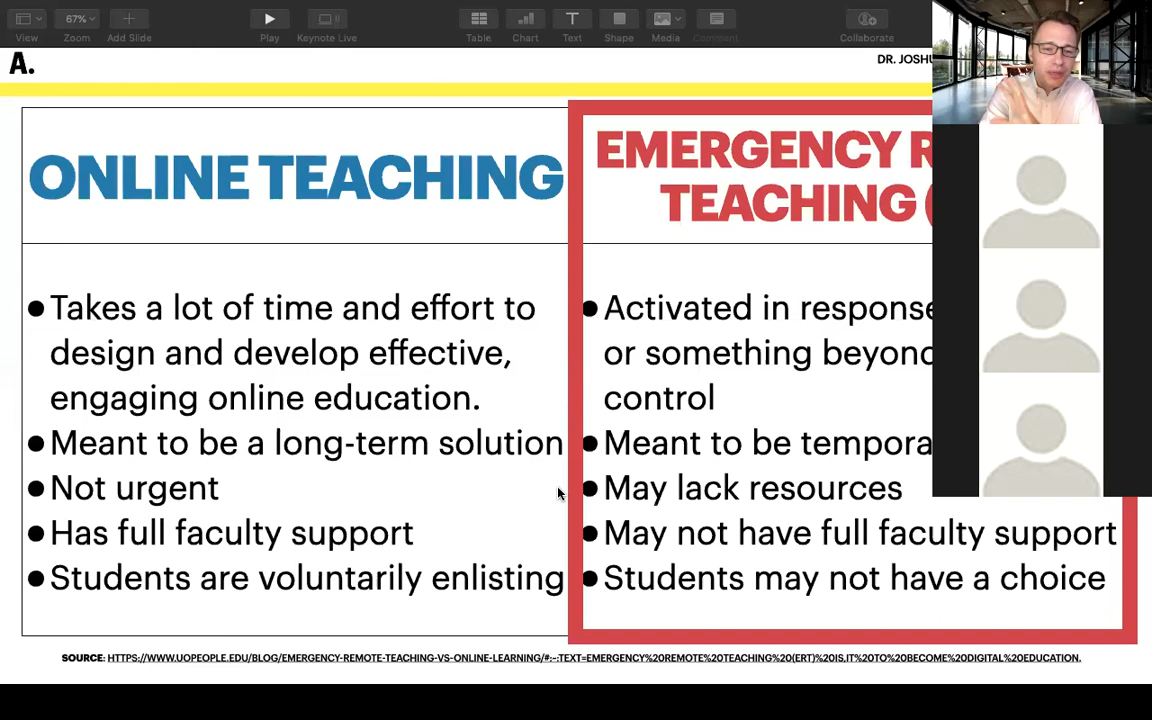 View
67%
Zoom
Add Slide
Play
Keynote Live
Table
Chart
Text
Shape
Media
Comment
Collaborate
A.
DR. JOSHU
ONLINE TEACHING
EMERGENCY R
TEACHING (
●Takes a lot of time and effort to
design and develop effective,
engaging online education.
●Meant to be a long-term solution
●Not urgent
●Has full faculty support
●Students are voluntarily enlisting
●Activated in response
or something beyond
control
●Meant to be tempora
●May lack resources
●May not have full faculty support
●Students may not have a choice
SOURCE: HTTPS://WWW.UOPEOPLE.EDU/BLOG/EMERGENCY-REMOTE-TEACHING-VS-ONLINE-LEARNING/#:~:TEXT=EMERGENCY%20REMOTE%20TEACHING%20(ERT)%20IS,IT%20TO%20BECOME%20DIGITAL%20EDUCATION.